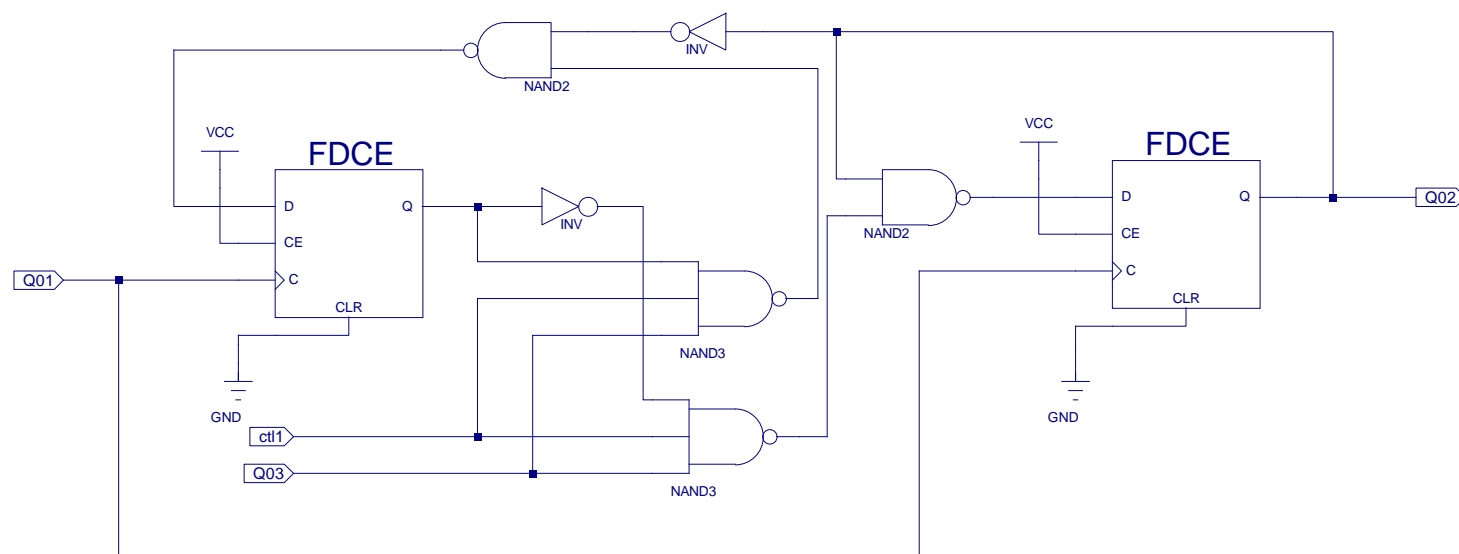 INV
NAND2
VCC
FDCE
D
Q
CE
C
CLR
GND
INV
Q01
NAND3
ctl1
Q03
NAND3
NAND2
VCC
FDCE
D
Q
CE
C
CLR
GND
Q02